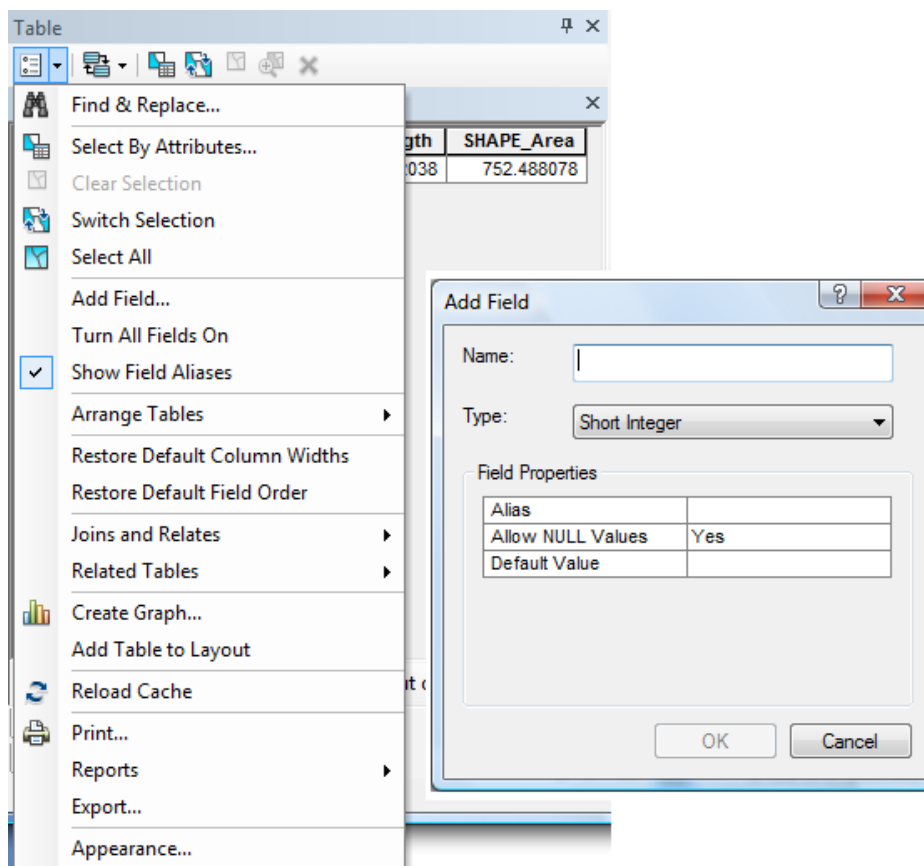 Table
Find & Replace...
gth SHAPE_Area
Select By Attributes...
038 752.488078
Clear Selection
Switch Selection
Select All
Add Field...
Turn All Fields On
Show Field Aliases
Arrange Tables
Restore Default Column Widths
Restore Default Field Order
Joins and Relates
Related Tables
Create Graph...
Add Table to Layout
Reload Cache
Print...
Reports
Export...
Appearance...
Add Field
Name:
Type: Short Integer
Field Properties
Alias
Allow NULL Values Yes
Default Value
OK Cancel